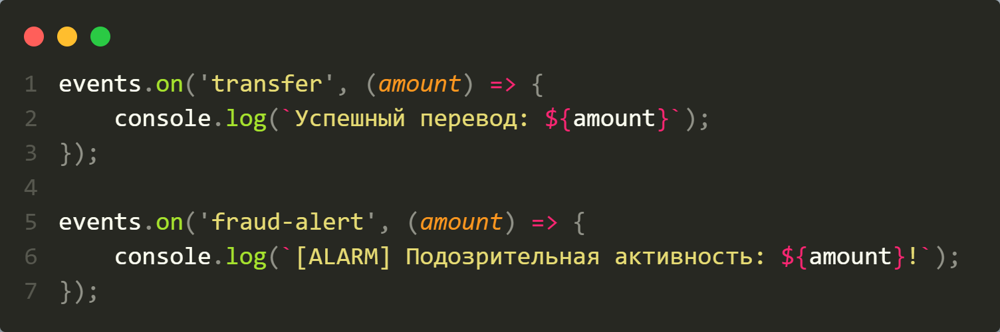 1 events.on('transfer', (amount) => {
2     console.log(`Успешный перевод: ${amount}`);
3 });
4
5 events.on('fraud-alert', (amount) => {
6     console.log(`[ALARM] Подозрительная активность: ${amount}!`);
7 });